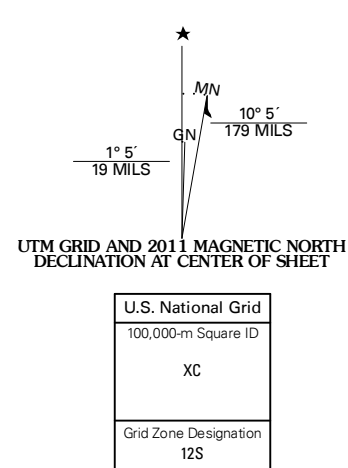 ★
MN
10° 5´
179 MILS
GN
1° 5´
19 MILS
UTM GRID AND 2011 MAGNETIC NORTH
DECLINATION AT CENTER OF SHEET
U.S. National Grid
100,000-m Square ID
XC
Grid Zone Designation
12S